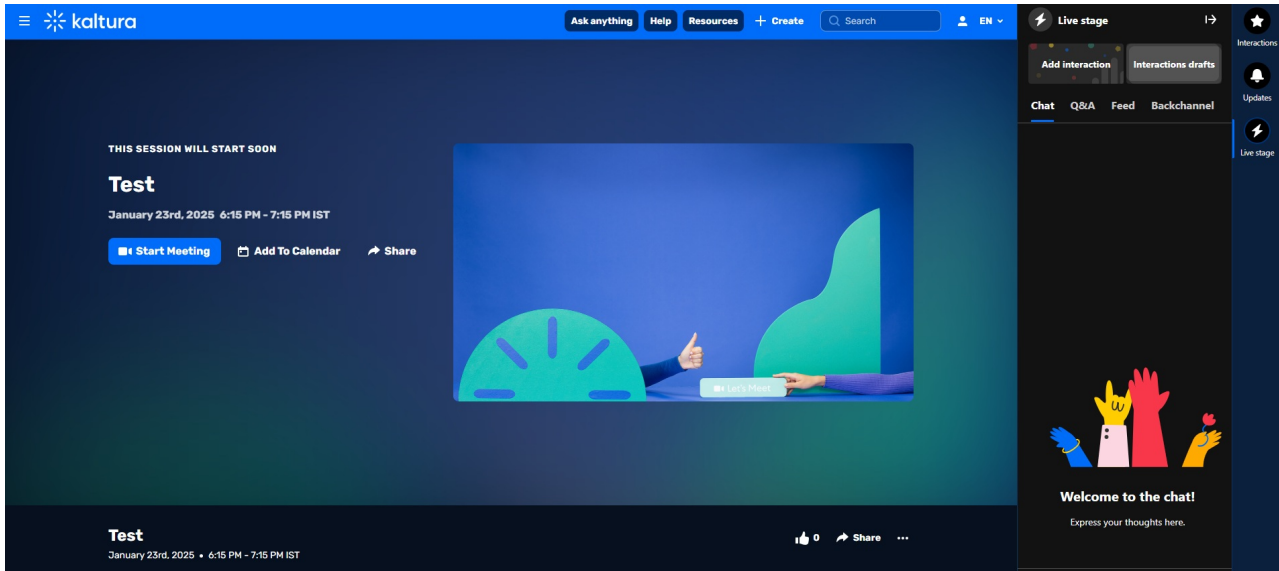 kaltura
Ask anything
Help
Resources
+ Create
Search
EN
THIS SESSION WILL START SOON
Test
January 23rd, 2025 6:15 PM - 7:15 PM IST
Start Meeting
Add To Calendar
Share
Let's Meet
Test
January 23rd, 2025 • 6:15 PM - 7:15 PM IST
0
Share
Live stage
Add interaction
Interactions drafts
Chat
Q&A
Feed
Backchannel
Welcome to the chat!
Express your thoughts here.
Interactions
Updates
Live stage